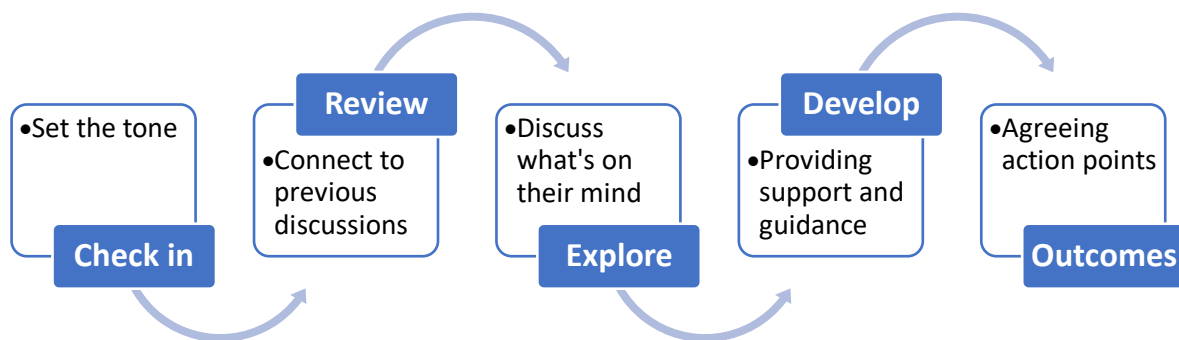 •Set the tone
Check in
Review
•Connect to
previous
discussions
•Discuss
what's on
their mind
Explore
Develop
•Providing
support and
guidance
•Agreeing
action points
Outcomes